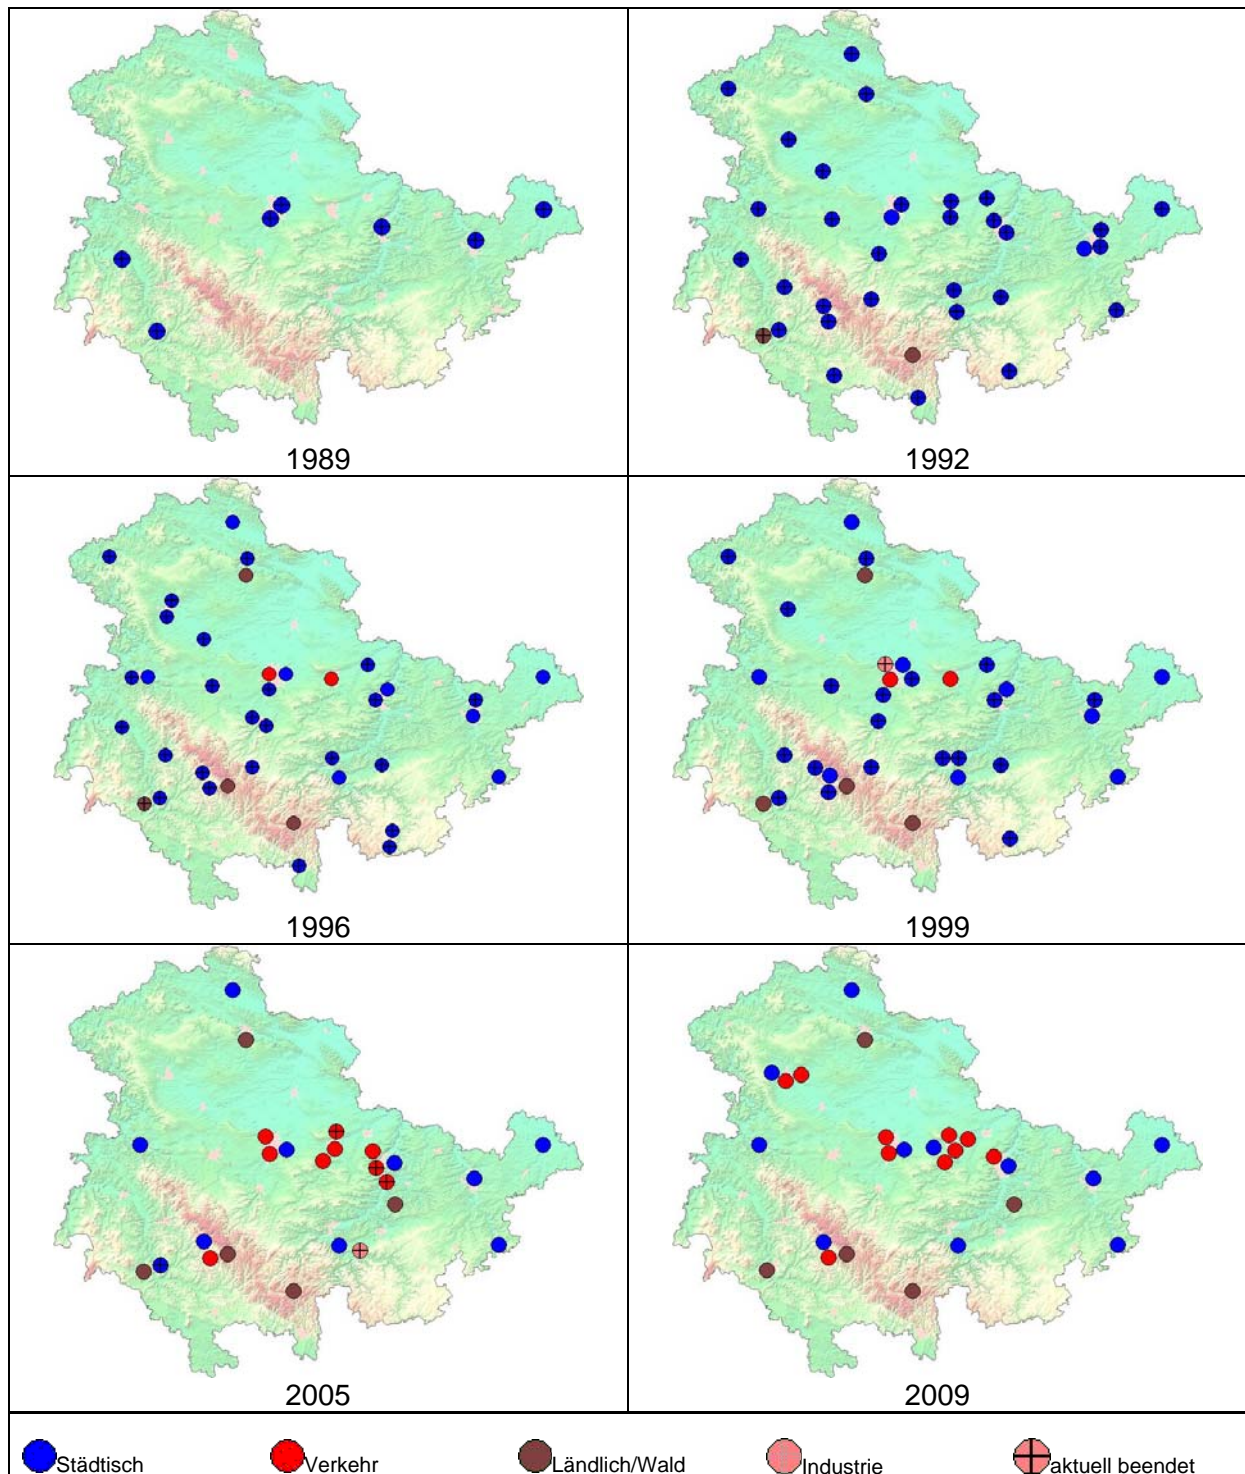 1989
1992
1996
1999
2005
2009
Städtisch
Verkehr
Ländlich/Wald
Industrie
aktuell beendet